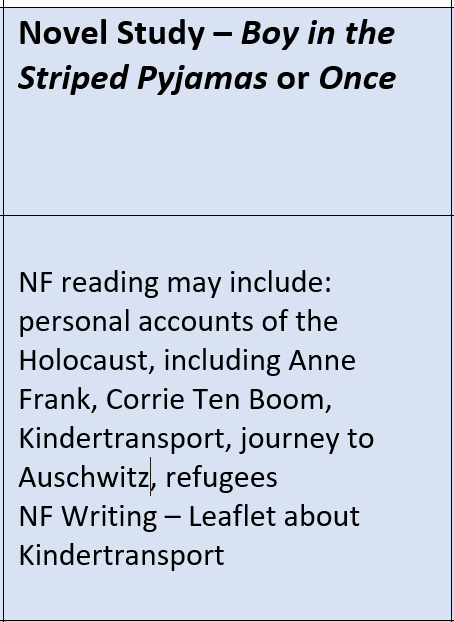 Novel Study – Boy in the
Striped Pyjamas or Once
NF reading may include:
personal accounts of the
Holocaust, including Anne
Frank, Corrie Ten Boom,
Kindertransport, journey to
Auschwitz, refugees
NF Writing – Leaflet about
Kindertransport